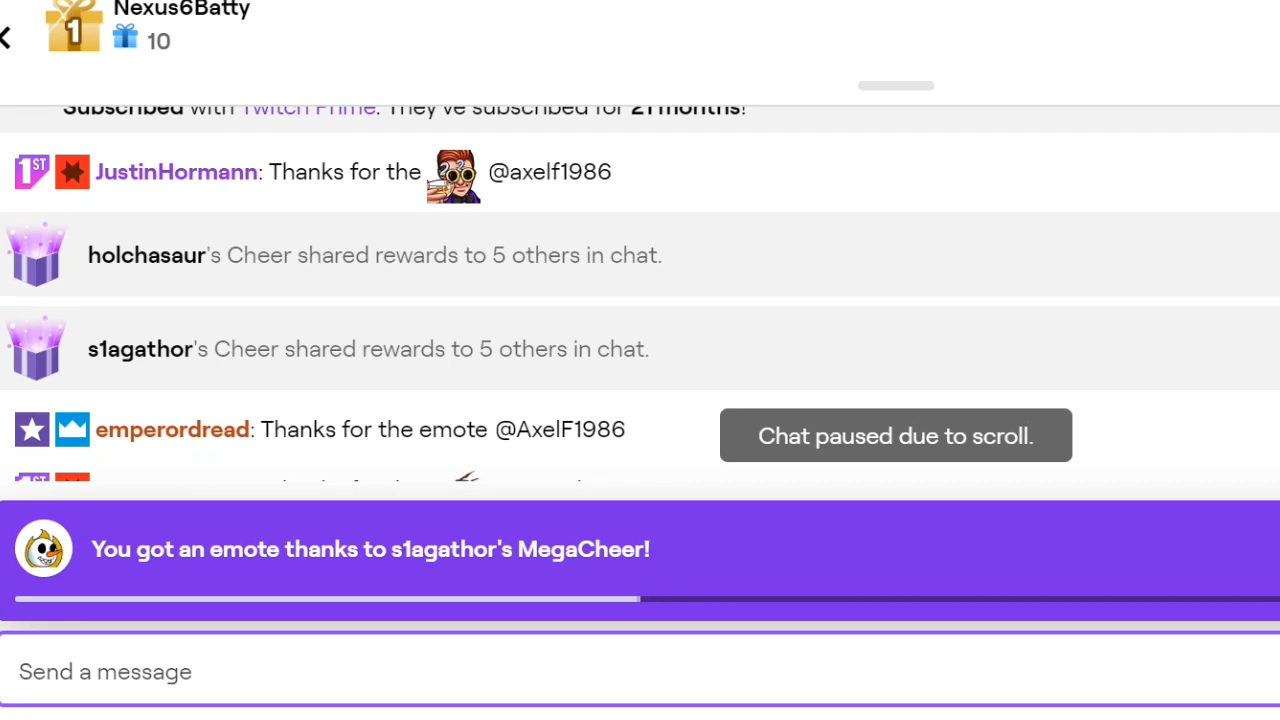 Nexus6Batty
1
10
Subscribed with Twitch Prime. They've subscribed for 21 months!
1ST JustinHormann: Thanks for the @axelf1986
holchasaur's Cheer shared rewards to 5 others in chat.
s1agathor's Cheer shared rewards to 5 others in chat.
emperordread: Thanks for the emote @AxelF1986
Chat paused due to scroll.
You got an emote thanks to s1agathor's MegaCheer!
Send a message